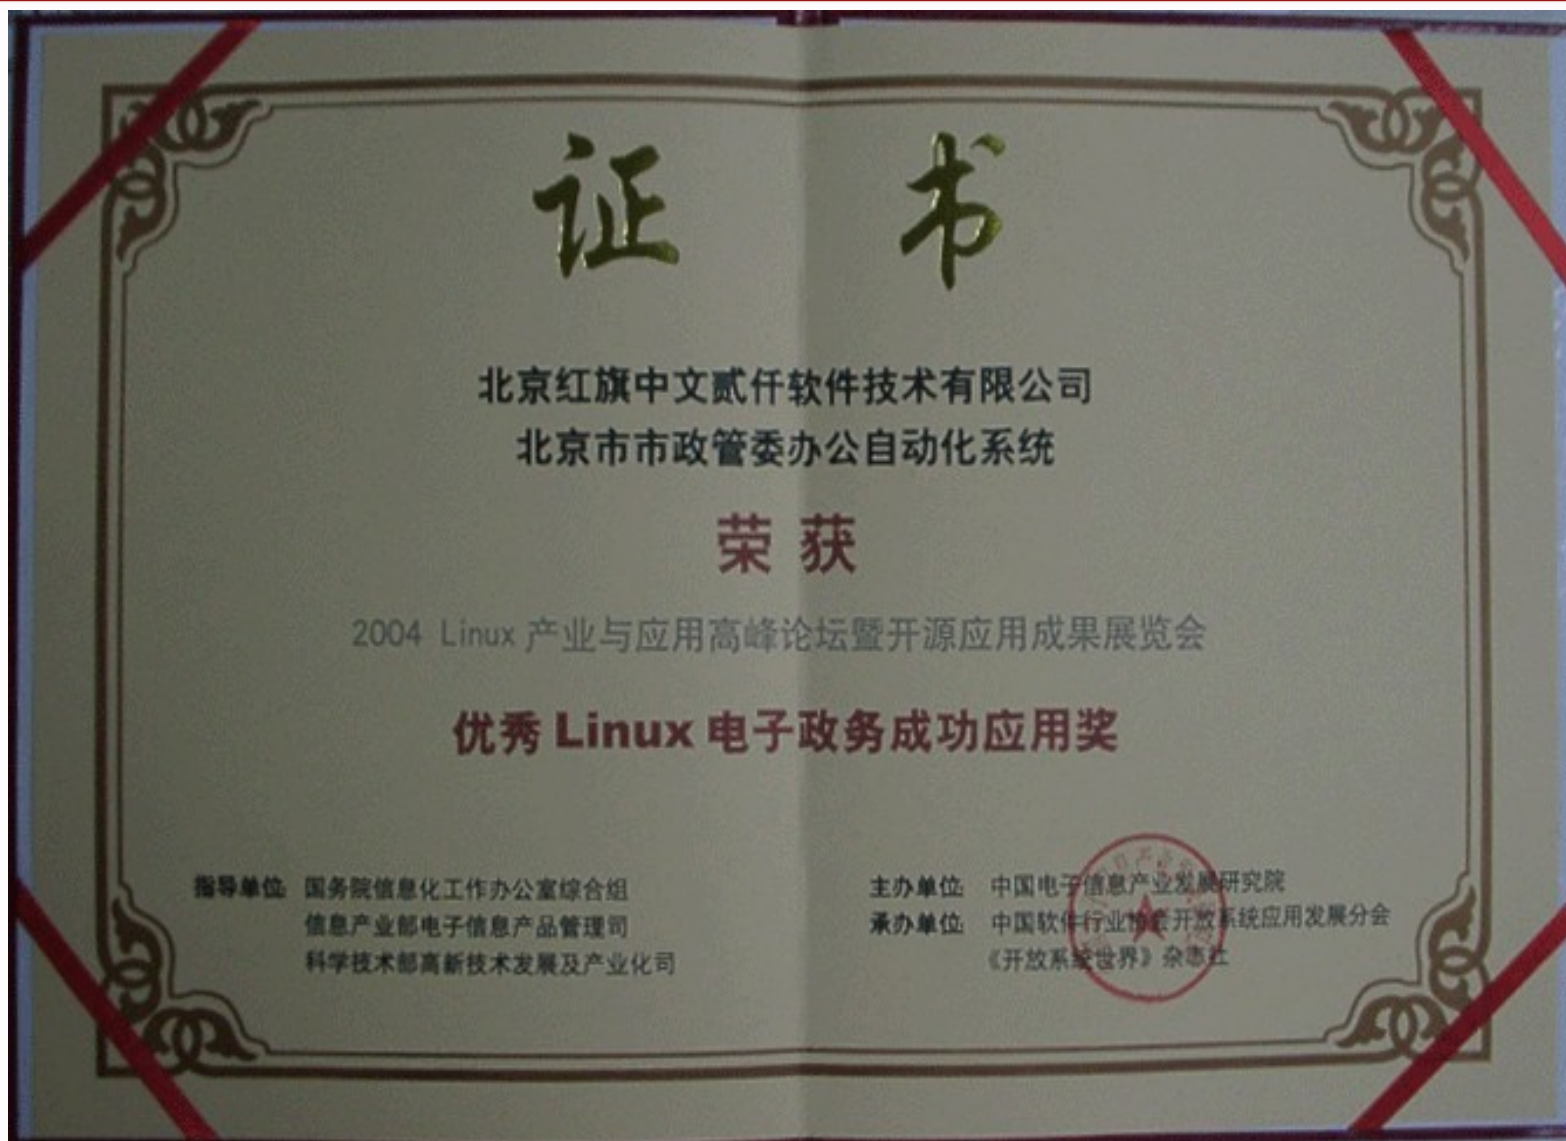 证书
北京红旗中文贰仟软件技术有限公司
北京市市政管委办公自动化系统
荣获
2004 Linux 产业与应用高峰论坛暨开源应用成果展览会
优秀 Linux 电子政务成功应用奖
指导单位 国务院信息化工作办公室综合组
信息产业部电子信息产品管理司
科学技术部高新技术发展及产业化司
主办单位 中国电子信息产业发展研究院
承办单位 中国软件行业协会开放系统应用发展分会
《开放系统世界》杂志社